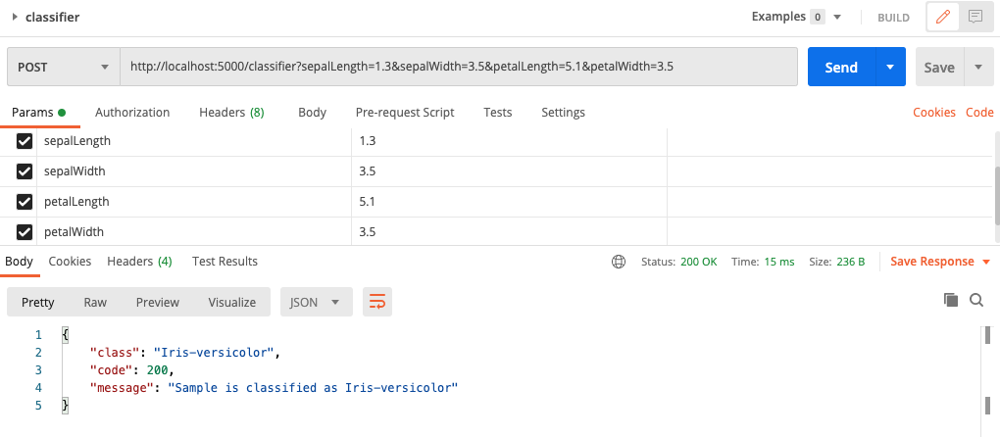 classifier Examples 0 BUILD
POST http://localhost:5000/classifier?sepalLength=1.3&sepalWidth=3.5&petalLength=5.1&petalWidth=3.5 Send Save
Params Authorization Headers (8) Body Pre-request Script Tests Settings Cookies Code
sepalLength 1.3
sepalWidth 3.5
petalLength 5.1
petalWidth 3.5
Body Cookies Headers (4) Test Results Status: 200 OK Time: 15 ms Size: 236 B Save Response
Pretty Raw Preview Visualize JSON
1 {
2 "class": "Iris-versicolor",
3 "code": 200,
4 "message": "Sample is classified as Iris-versicolor"
5 }